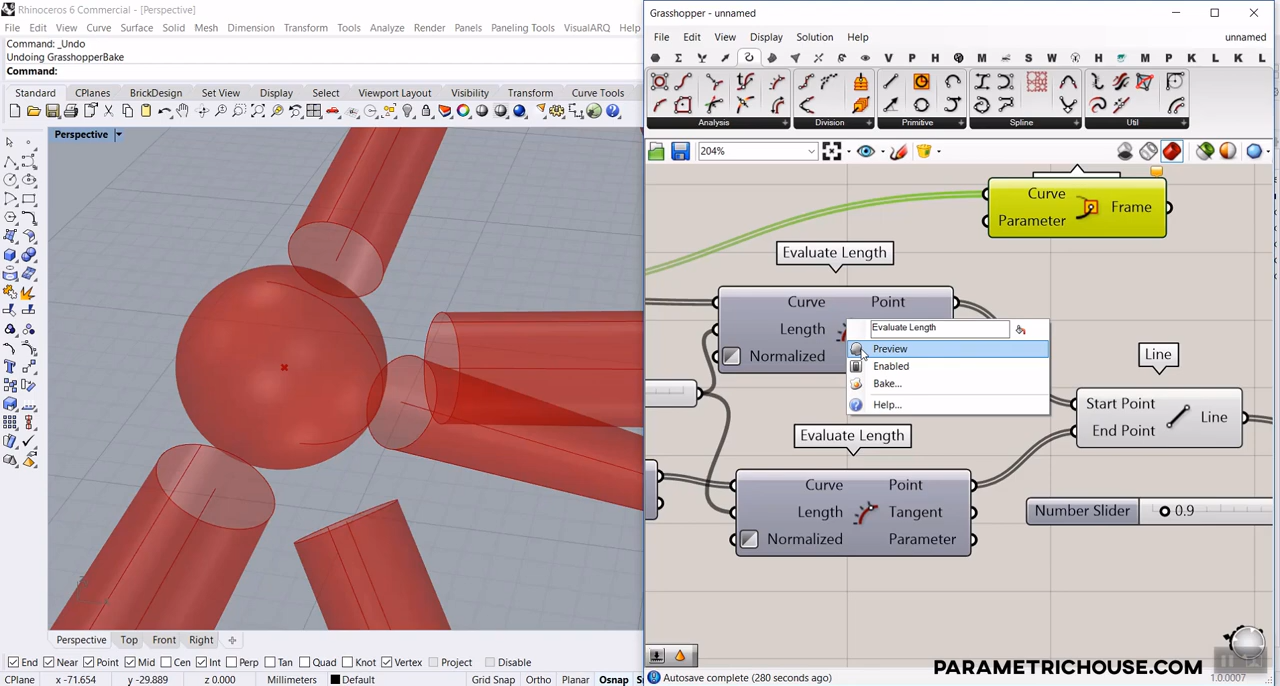 Rhinoceros 6 Commercial - [Perspective]
File Edit View Curve Surface Solid Mesh Dimension Transform Tools Analyze Render Panels Paneling Tools VisualARQ Help
Command: _Undo
Undoing GrasshopperBake
Command:
Standard CPlanes BrickDesign Set View Display Select Viewport Layout Visibility Transform Curve Tools
Perspective
Perspective Top Front Right
End Near Point Mid Cen Int Perp Tan Quad Knot Vertex Project Disable
CPlane x -71.654 y -29.889 z 0.000 Millimeters Default Grid Snap Ortho Planar Osnap
Grasshopper - unnamed
File Edit View Display Solution Help unnamed
V P H M S W M H M P K L K L
Analysis Division Primitive Spline Util
204%
Curve
Parameter
Frame
Evaluate Length
Curve
Length
Normalized
Point
Evaluate Length
Preview
Enabled
Bake...
Help...
Line
Start Point
End Point
Line
Evaluate Length
Curve
Length
Normalized
Point
Tangent
Parameter
Number Slider 0.9
PARAMETRICHOUSE.COM
Autosave complete (280 seconds ago)
1.0.0007